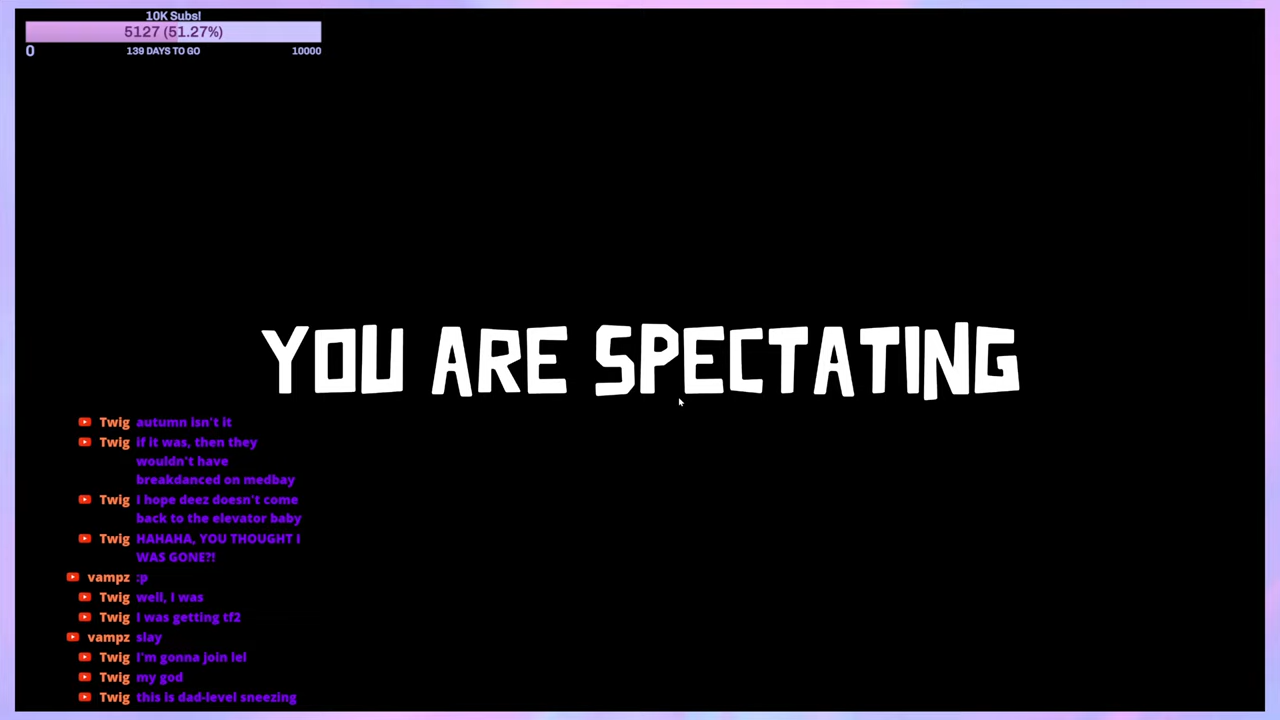 10K Subs!
5127 (51.27%)
0 139 DAYS TO GO 10000
YOU ARE SPECTATING
Twig autumn isn't it
Twig if it was, then they
wouldn't have
breakdanced on medbay
Twig I hope deez doesn't come
back to the elevator baby
Twig HAHAHA, YOU THOUGHT I
WAS GONE?!
vampz :p
Twig well, I was
Twig I was getting tf2
vampz slay
Twig I'm gonna join lel
Twig my god
Twig this is dad-level sneezing